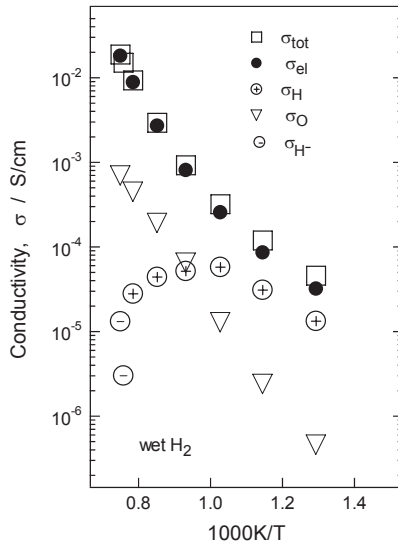 σtot
σel
σH
σO
σH-
10-2
10-3
10-4
10-5
10-6
Conductivity, σ / S/cm
wet H2
0.8 1.0 1.2 1.4
1000K/T